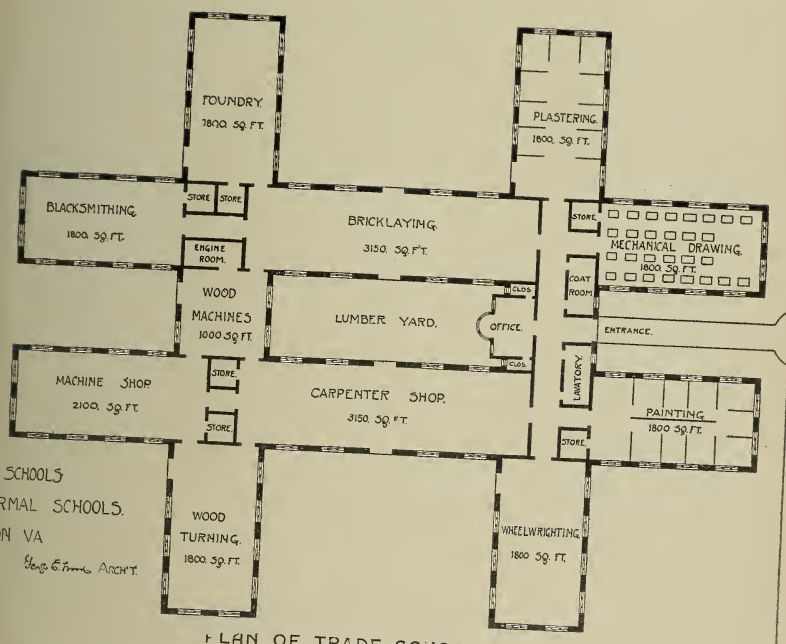 FOUNDRY.
1800. SQ. FT.
PLASTERING.
1800. SQ. FT.
BLACKSMITHING.
1800. SQ. FT.
STORE
STORE.
ENGINE
ROOM.
BRICKLAYING.
3150. SQ. FT.
STORE.
MECHANICAL DRAWING.
1800. SQ. FT.
COAT
ROOM
WOOD
MACHINES
1000 SQ FT.
LUMBER YARD.
CLOS.
OFFICE.
CLOS.
ENTRANCE.
LAVATORY.
MACHINE SHOP.
2100. SQ. FT.
STORE.
STORE.
CARPENTER SHOP.
3150. SQ. FT.
PAINTING
1800 SQ. FT.
STORE.
WOOD
TURNING.
1800. SQ. FT.
WHEELWRIGHTING.
1800 SQ. FT.
SCHOOLS
RMAL SCHOOLS.
ON VA
ARCH'T.
PLAN OF TRADE